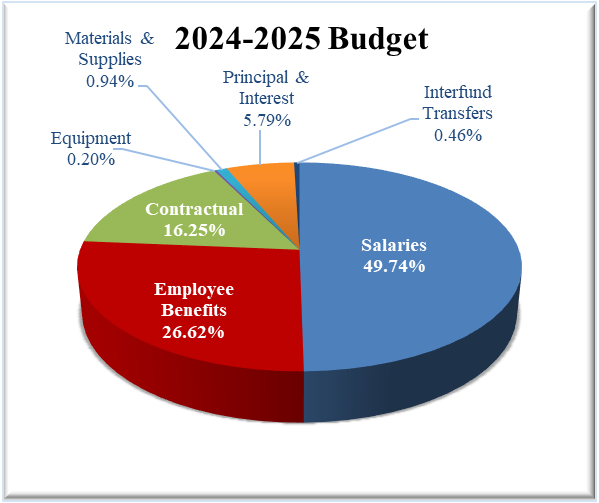 2024-2025 Budget
Materials &
Supplies
0.94%
Principal &
Interest
5.79%
Interfund
Transfers
0.46%
Equipment
0.20%
Contractual
16.25%
Salaries
49.74%
Employee
Benefits
26.62%